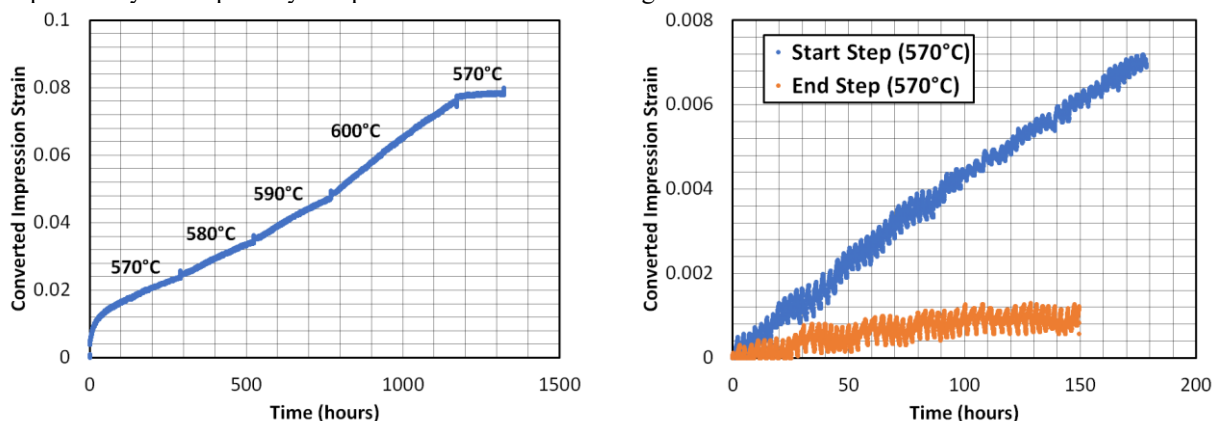 0.1
0.08
0.06
0.04
0.02
0
Converted Impression Strain
570°C
580°C
590°C
600°C
570°C
0 500 1000 1500
Time (hours)
0.008
0.006
0.004
0.002
0
Converted Impression Strain
Start Step (570°C)
End Step (570°C)
0 50 100 150 200
Time (hours)